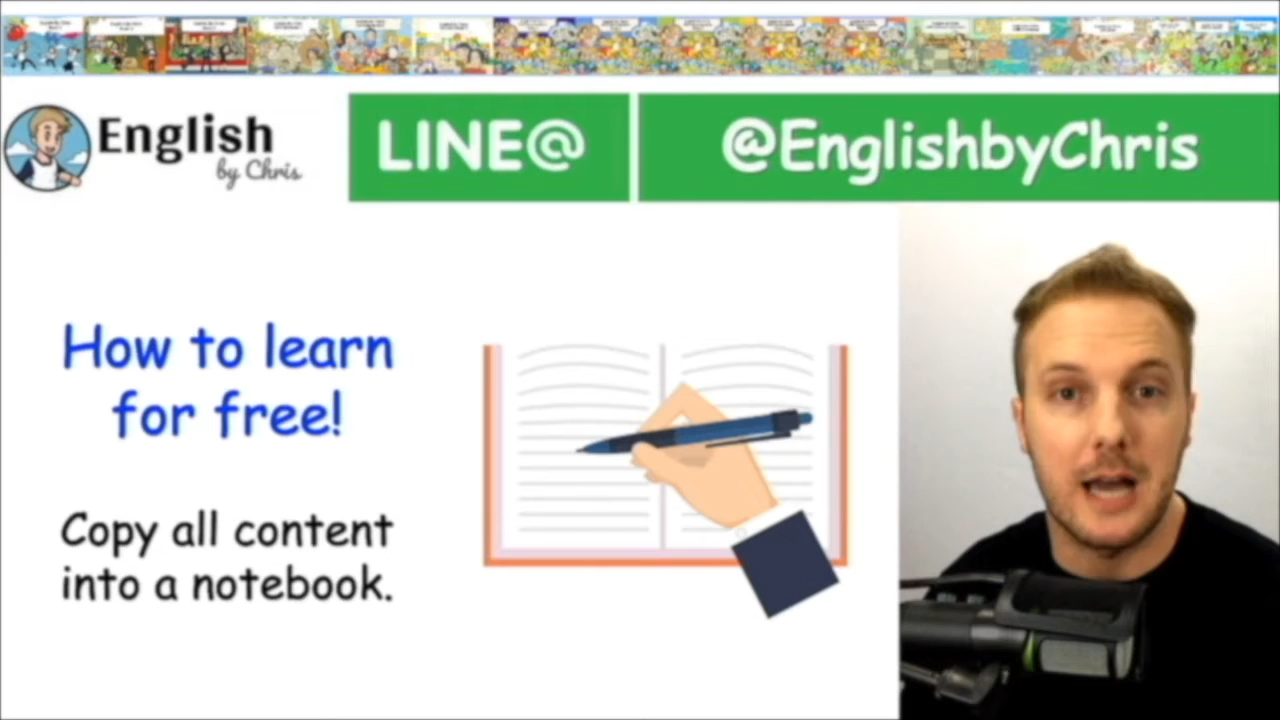 English
by Chris
LINE@
@EnglishbyChris
How to learn
for free!
Copy all content
into a notebook.